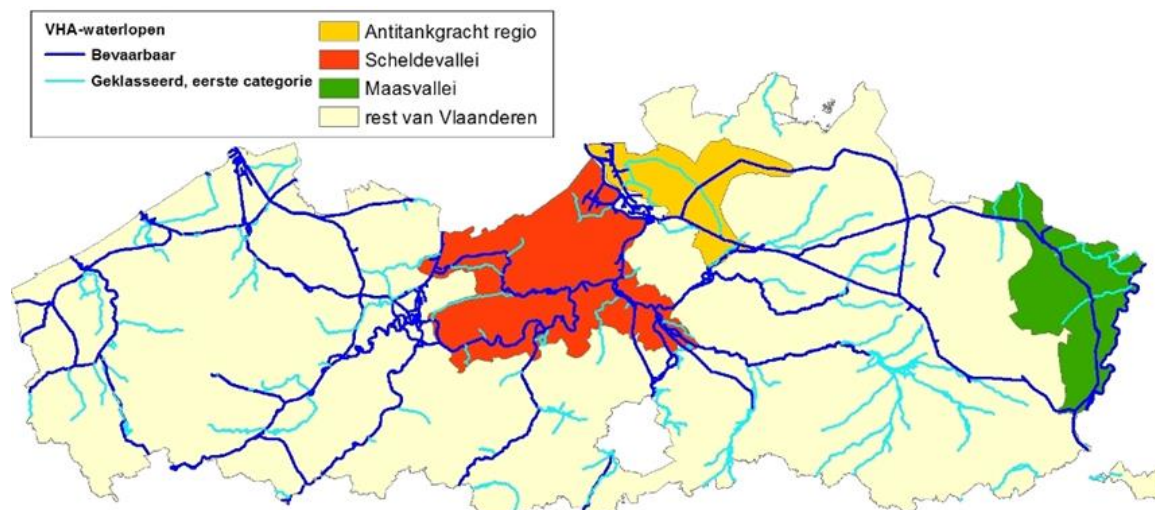 VHA-waterlopen
Bevaarbaar
Geklasseerd, eerste categorie
Antitankgracht regio
Scheldevallei
Maasvallei
rest van Vlaanderen